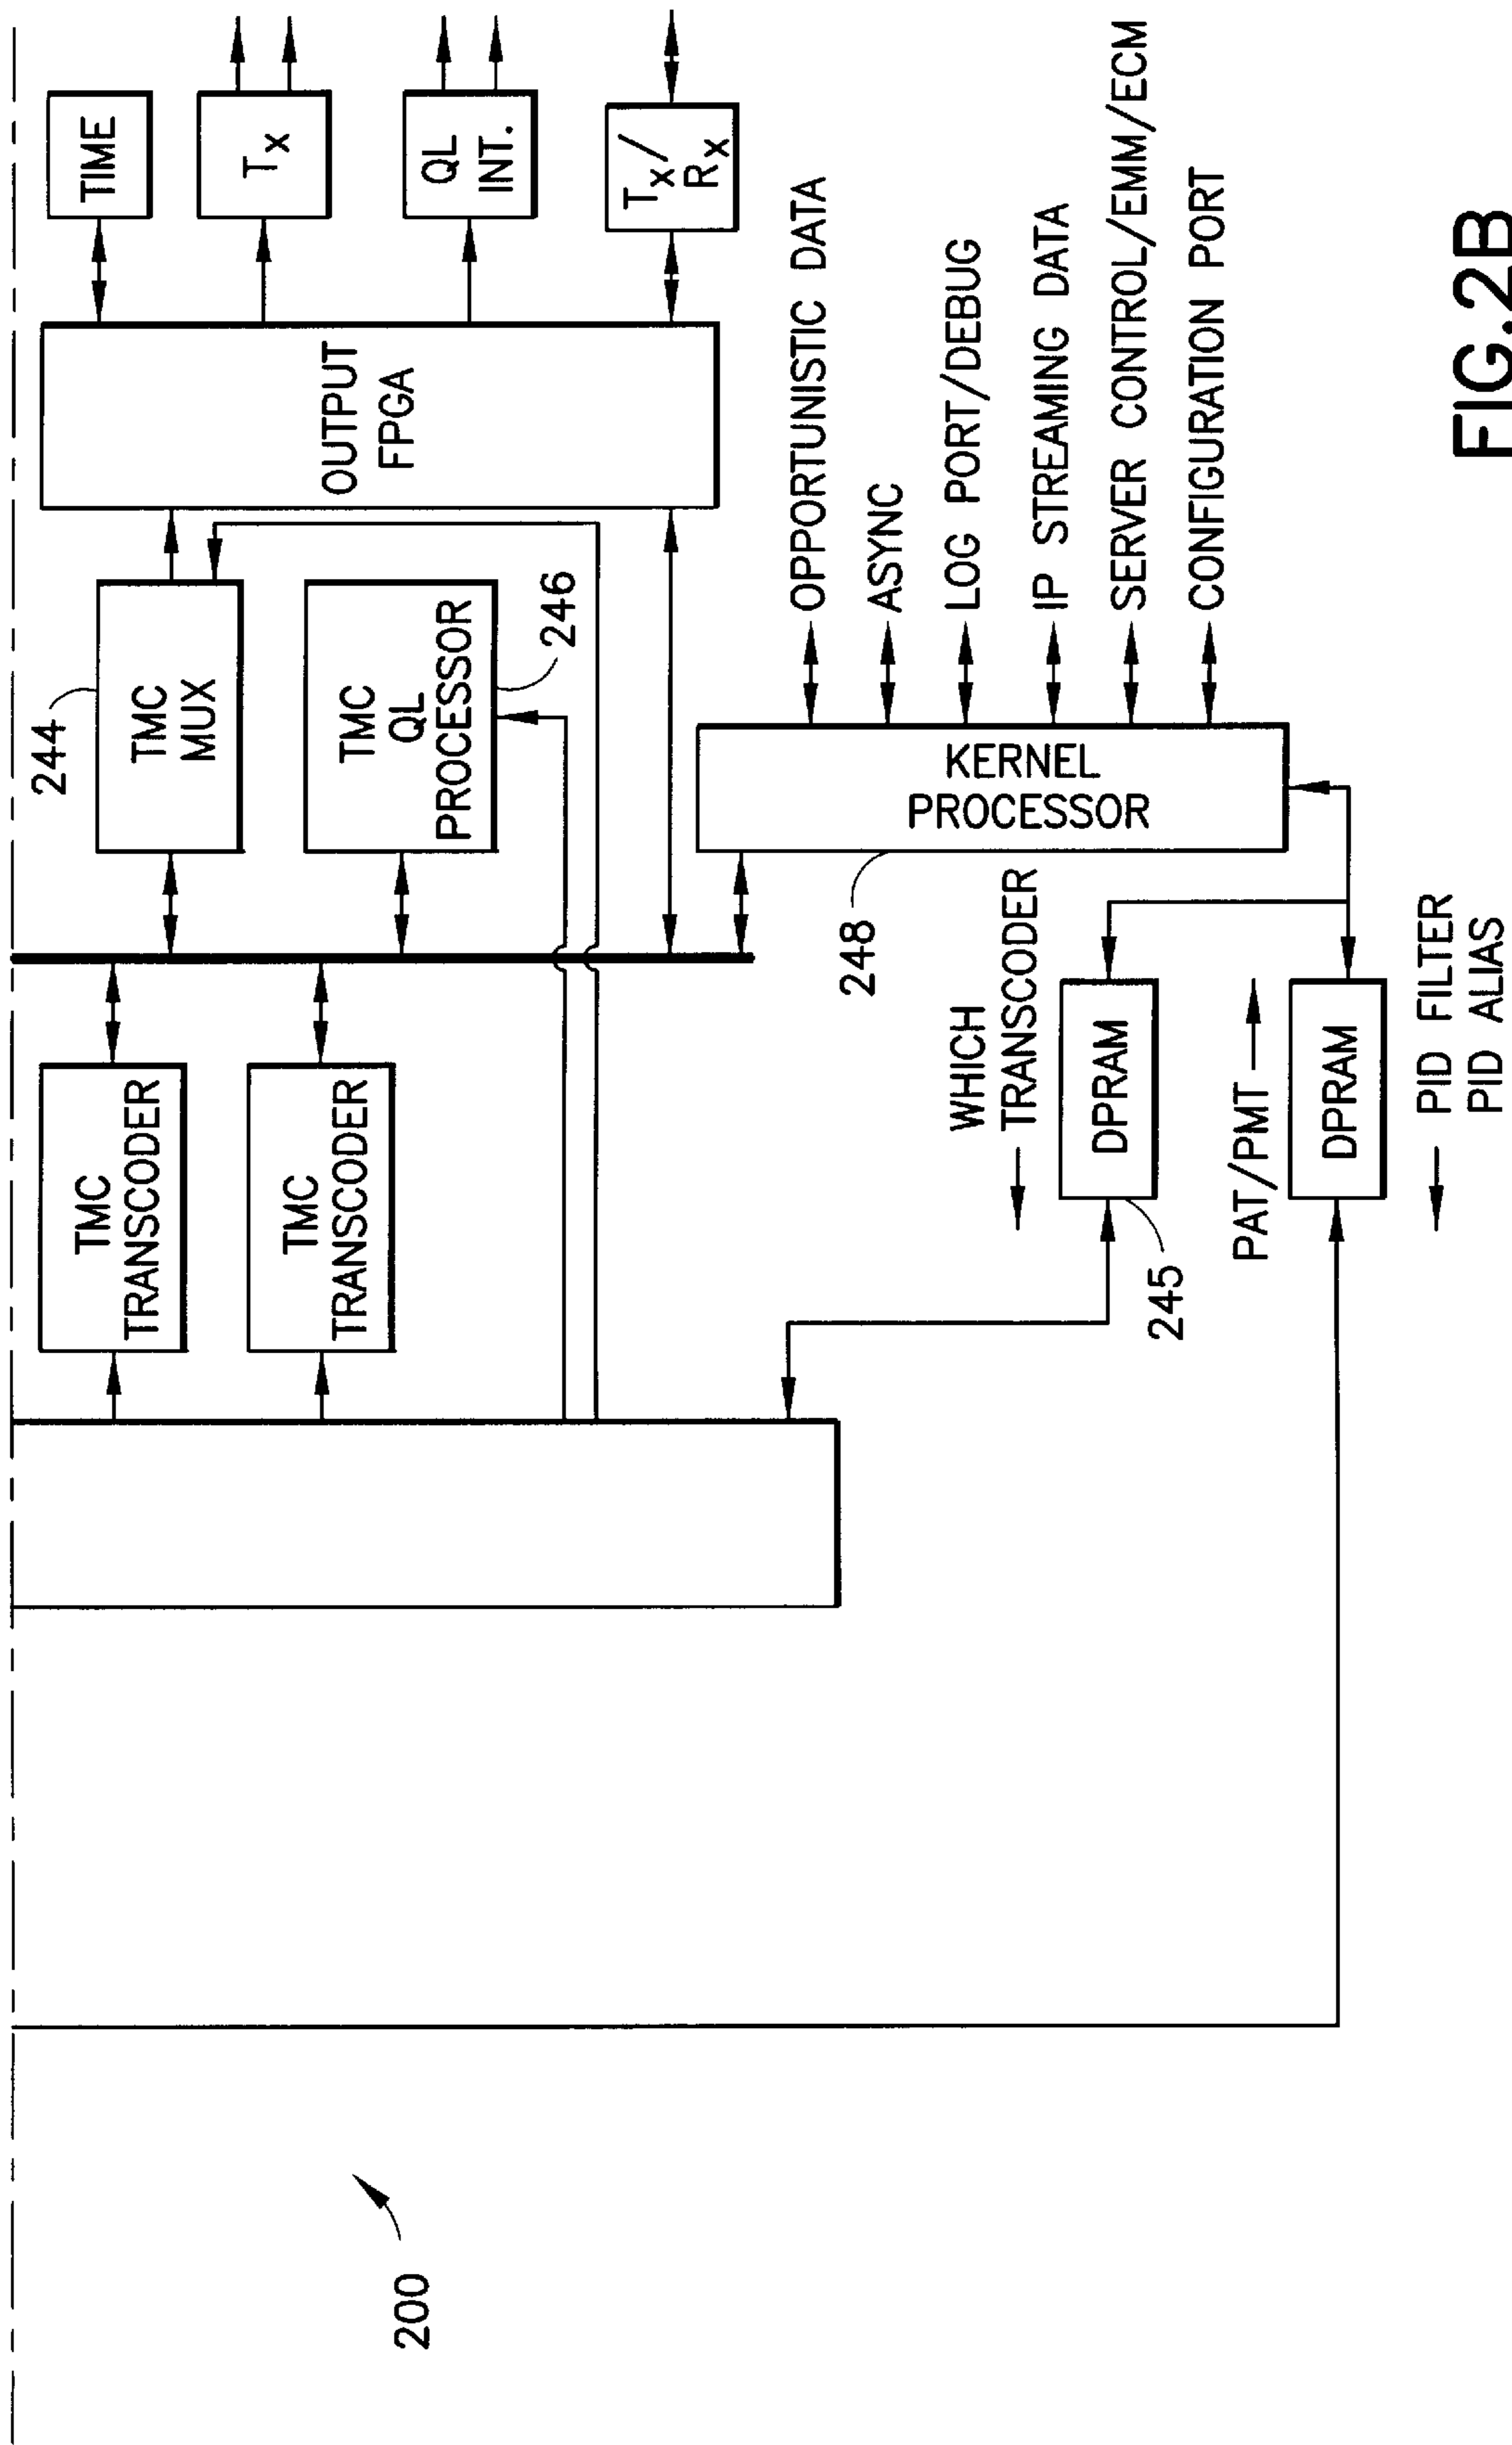 TIME
Tx
QL
INT.
Tx/
Rx
OUTPUT
FPGA
244
TMC
MUX
TMC
QL
PROCESSOR
246
TMC
TRANSCODER
TMC
TRANSCODER
OPPORTUNISTIC DATA
ASYNC
LOG PORT/DEBUG
IP STREAMING DATA
SERVER CONTROL/EMM/ECM
CONFIGURATION PORT
KERNEL
PROCESSOR
248
WHICH
TRANSCODER
DPRAM
245
PAT/PMT
DPRAM
PID FILTER
PID ALIAS
200
FIG.2B